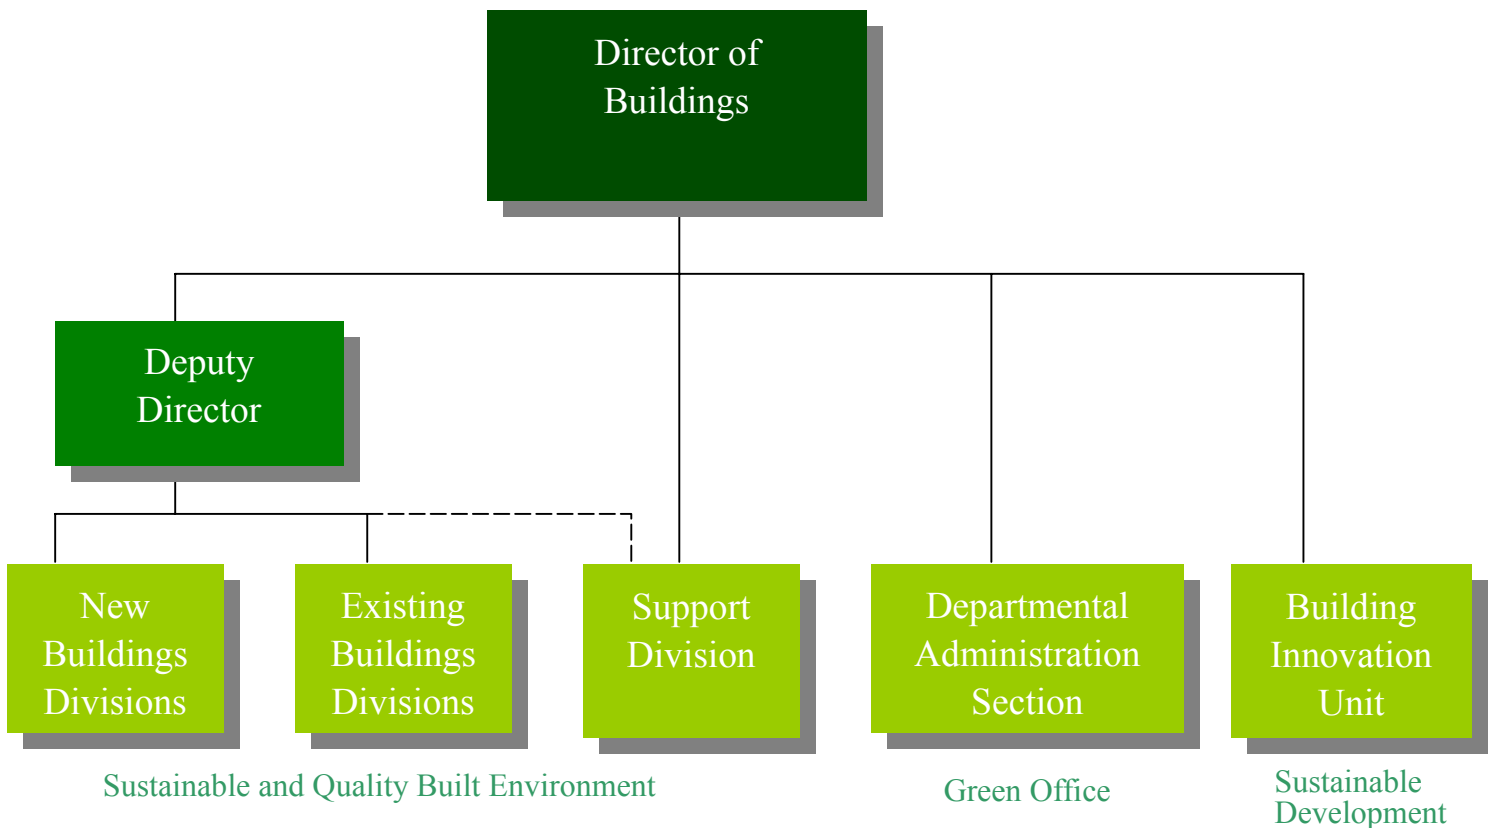 Director of
Buildings
Deputy
Director
New
Buildings
Divisions
Existing
Buildings
Divisions
Support
Division
Departmental
Administration
Section
Building
Innovation
Unit
Sustainable and Quality Built Environment
Green Office
Sustainable
Development